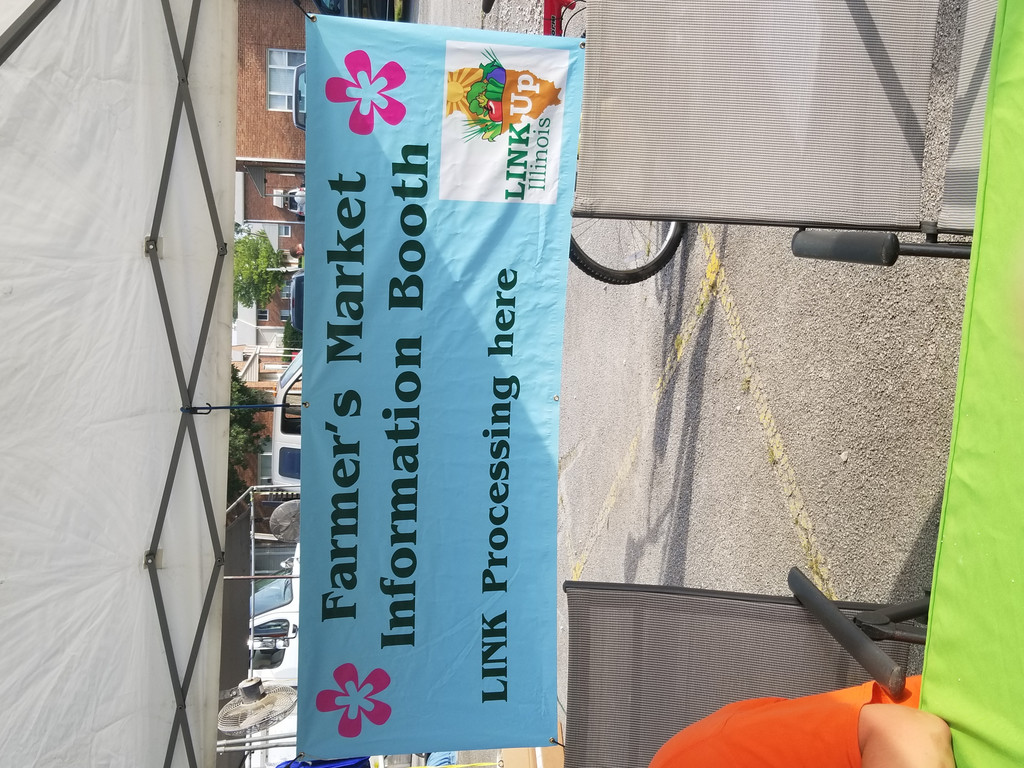 Farmer's Market
Information Booth
LINK Processing here
LINK Up
Illinois